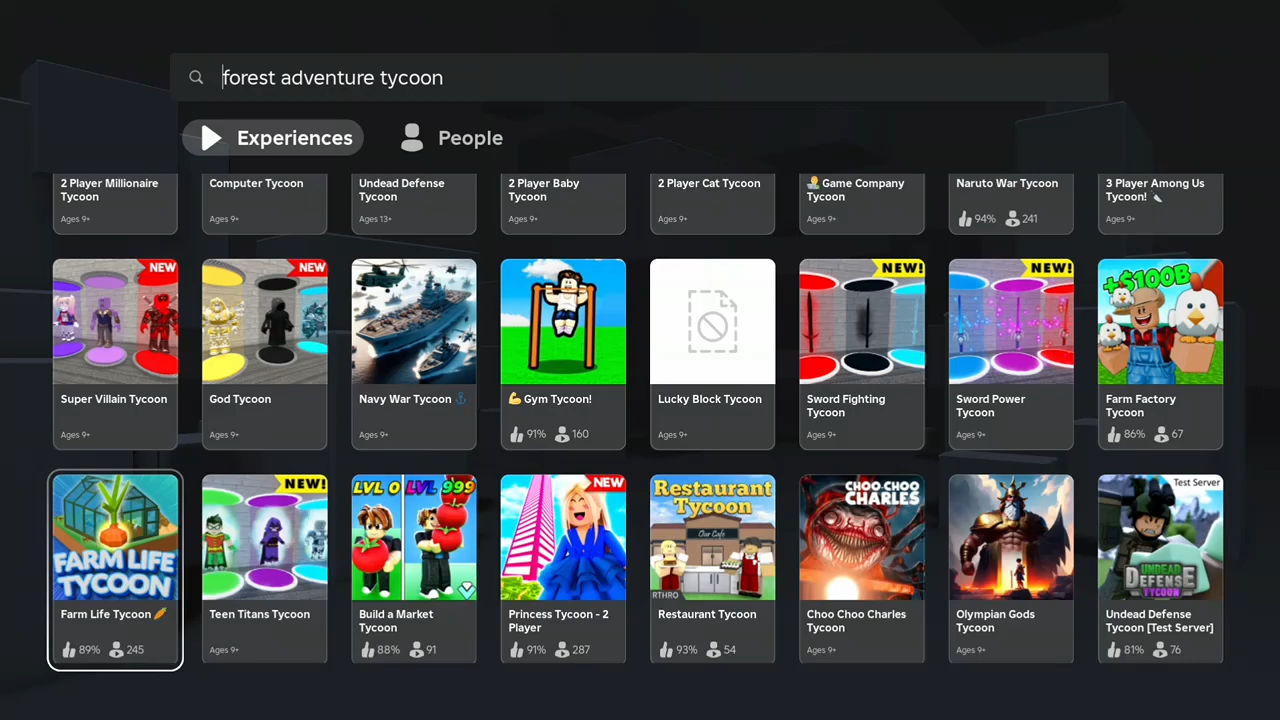 forest adventure tycoon
Experiences
People
2 Player Millionaire
Tycoon
Ages 9+
Computer Tycoon
Ages 9+
Undead Defense
Tycoon
Ages 13+
2 Player Baby
Tycoon
Ages 9+
2 Player Cat Tycoon
Ages 9+
Game Company
Tycoon
Ages 9+
Naruto War Tycoon
94% 241
3 Player Among Us
Tycoon! 🔪
Ages 9+
NEW
Super Villain Tycoon
Ages 9+
NEW
God Tycoon
Ages 9+
Navy War Tycoon ⚓
Ages 9+
💪 Gym Tycoon!
91% 160
Lucky Block Tycoon
Ages 9+
NEW!
Sword Fighting
Tycoon
Ages 9+
NEW!
Sword Power
Tycoon
Ages 9+
+$100B
Farm Factory
Tycoon
86% 67
FARM LIFE
TYCOON
Farm Life Tycoon 🥕
89% 245
NEW!
Teen Titans Tycoon
Ages 9+
LVL 0 LVL 999
Build a Market
Tycoon
88% 91
NEW
Princess Tycoon - 2
Player
91% 287
Restaurant
Tycoon
Our Cafe
RTHRO
Restaurant Tycoon
93% 54
CHOO-CHOO
CHARLES
Choo Choo Charles
Tycoon
Ages 9+
Olympian Gods
Tycoon
Ages 9+
Test Server
UNDEAD
DEFENSE
TYCOON
Undead Defense
Tycoon [Test Server]
81% 76